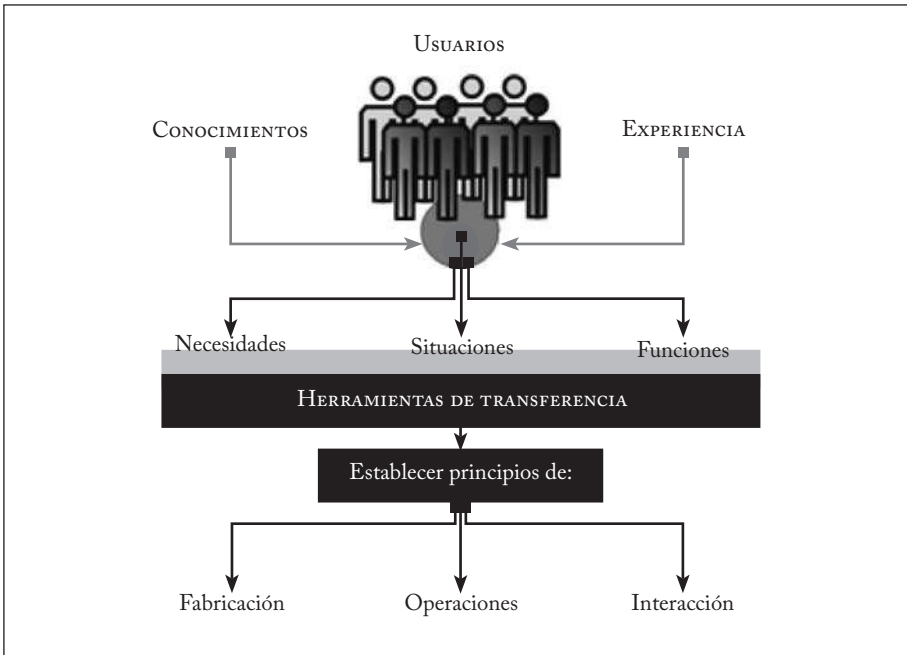 Usuarios
Conocimientos
Experiencia
Necesidades
Situaciones
Funciones
Herramientas de transferencia
Establecer principios de:
Fabricación
Operaciones
Interacción